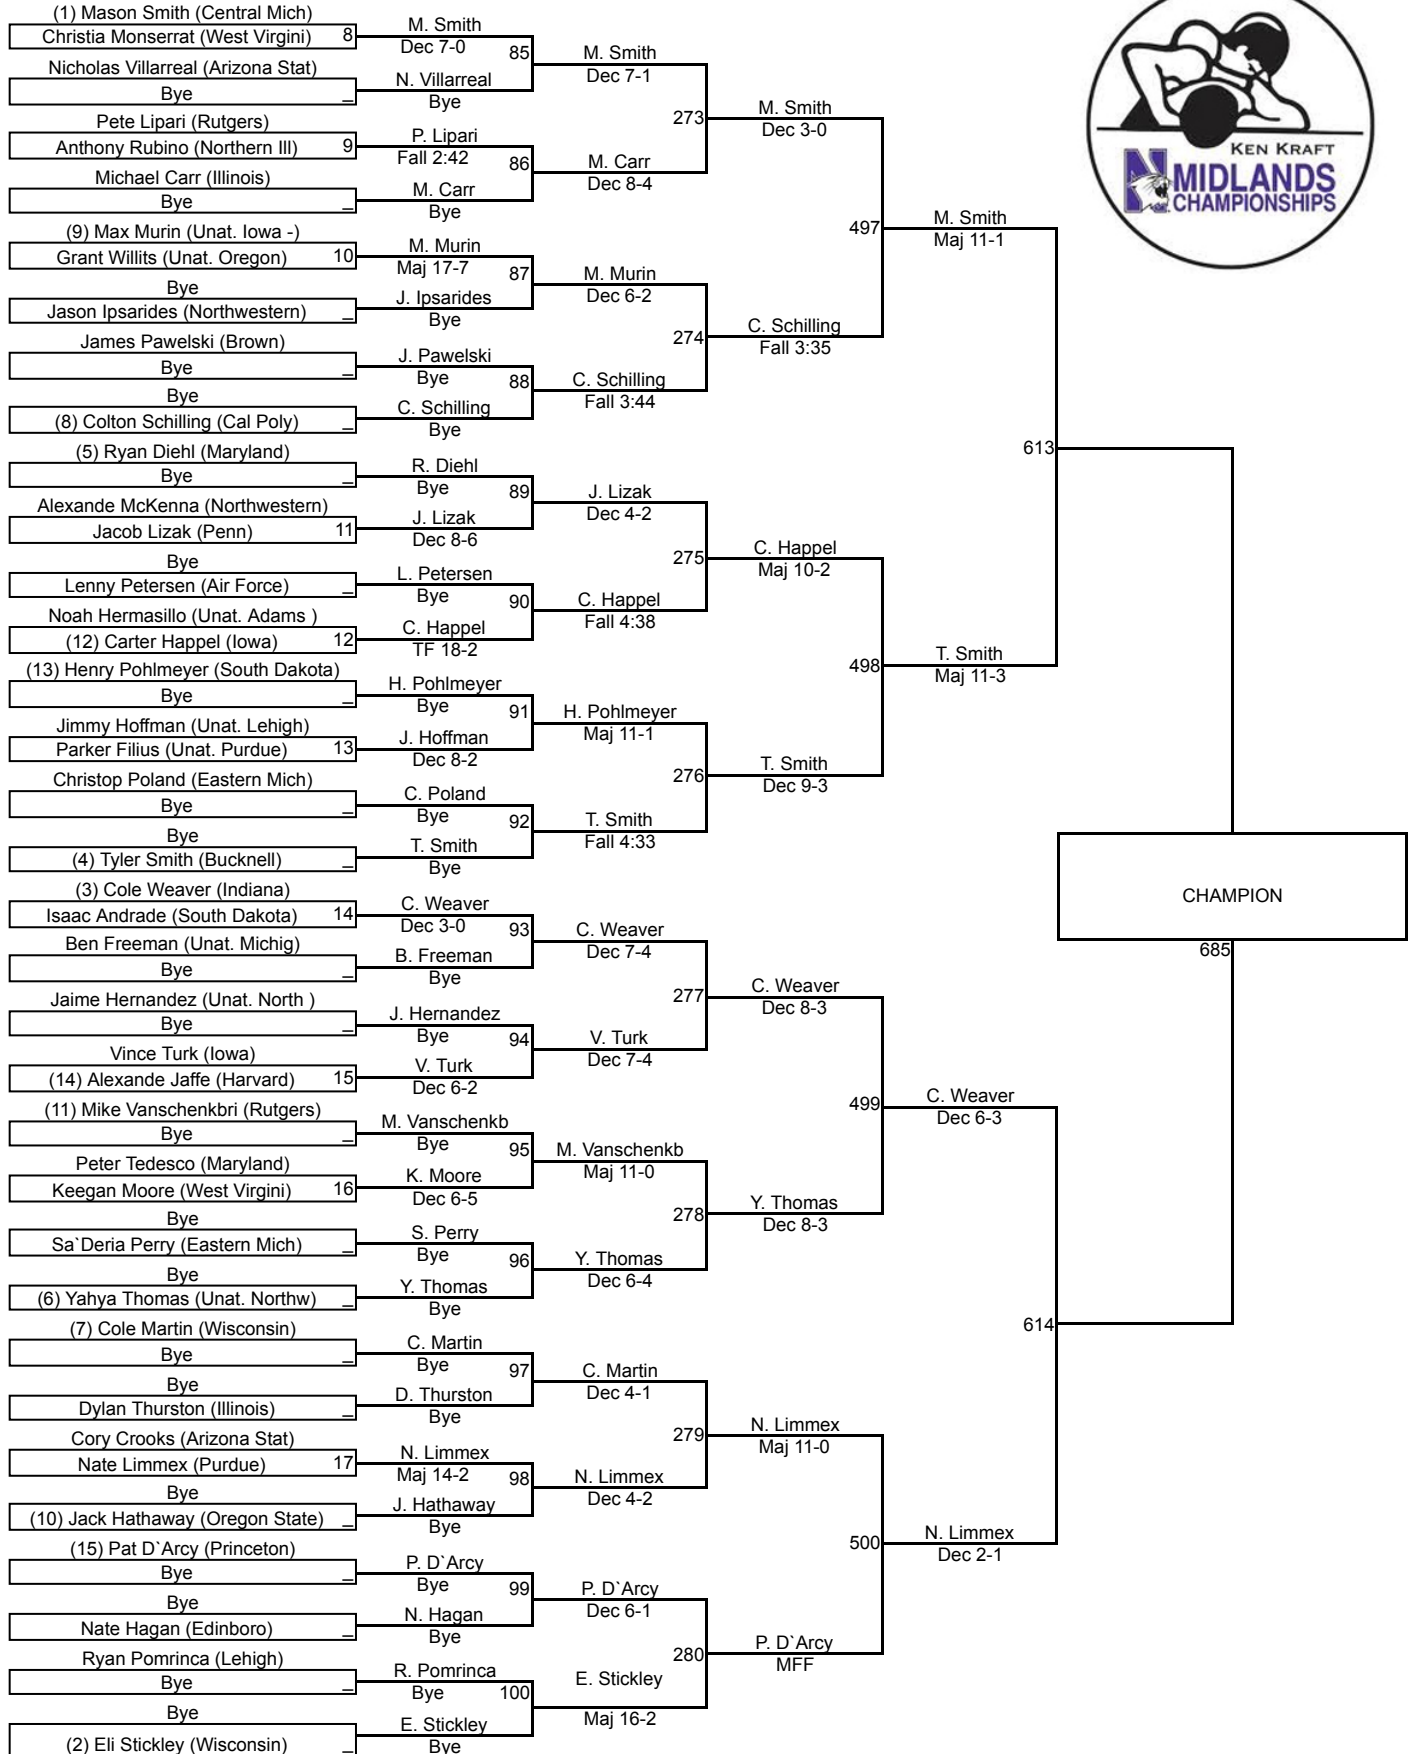 (1) Mason Smith (Central Mich)
Christia Monserrat (West Virgini) 8
Nicholas Villarreal (Arizona Stat)
Bye _
Pete Lipari (Rutgers)
Anthony Rubino (Northern Ill) 9
Michael Carr (Illinois)
Bye _
(9) Max Murin (Unat. Iowa -)
Grant Willits (Unat. Oregon) 10
Bye
Jason Ipsarides (Northwestern) _
James Pawelski (Brown)
Bye _
Bye
(8) Colton Schilling (Cal Poly) _
(5) Ryan Diehl (Maryland)
Bye _
Alexande McKenna (Northwestern)
Jacob Lizak (Penn) 11
Bye
Lenny Petersen (Air Force) _
Noah Hermasillo (Unat. Adams )
(12) Carter Happel (Iowa) 12
(13) Henry Pohlmeyer (South Dakota)
Bye _
Jimmy Hoffman (Unat. Lehigh)
Parker Filius (Unat. Purdue) 13
Christop Poland (Eastern Mich)
Bye _
Bye
(4) Tyler Smith (Bucknell) _
(3) Cole Weaver (Indiana)
Isaac Andrade (South Dakota) 14
Ben Freeman (Unat. Michig)
Bye _
Jaime Hernandez (Unat. North )
Bye _
Vince Turk (Iowa)
(14) Alexande Jaffe (Harvard) 15
(11) Mike Vanschenkbri (Rutgers)
Bye _
Peter Tedesco (Maryland)
Keegan Moore (West Virgini) 16
Bye
Sa`Deria Perry (Eastern Mich) _
Bye
(6) Yahya Thomas (Unat. Northw) _
(7) Cole Martin (Wisconsin)
Bye _
Bye
Dylan Thurston (Illinois) _
Cory Crooks (Arizona Stat)
Nate Limmex (Purdue) 17
Bye
(10) Jack Hathaway (Oregon State) _
(15) Pat D`Arcy (Princeton)
Bye _
Bye
Nate Hagan (Edinboro) _
Ryan Pomrinca (Lehigh)
Bye _
Bye
(2) Eli Stickley (Wisconsin) _
M. Smith
Dec 7-0
85
N. Villarreal
Bye
P. Lipari
Fall 2:42
86
M. Carr
Bye
M. Murin
Maj 17-7
87
J. Ipsarides
Bye
J. Pawelski
Bye
88
C. Schilling
Bye
R. Diehl
Bye
89
J. Lizak
Dec 8-6
L. Petersen
Bye
90
C. Happel
TF 18-2
H. Pohlmeyer
Bye
91
J. Hoffman
Dec 8-2
C. Poland
Bye
92
T. Smith
Bye
C. Weaver
Dec 3-0
93
B. Freeman
Bye
J. Hernandez
Bye
94
V. Turk
Dec 6-2
M. Vanschenkb
Bye
95
K. Moore
Dec 6-5
S. Perry
Bye
96
Y. Thomas
Bye
C. Martin
Bye
97
D. Thurston
Bye
N. Limmex
Maj 14-2
98
J. Hathaway
Bye
P. D`Arcy
Bye
99
N. Hagan
Bye
R. Pomrinca
Bye
100
E. Stickley
Bye
M. Smith
Dec 7-1
273
M. Carr
Dec 8-4
M. Murin
Dec 6-2
274
C. Schilling
Fall 3:44
J. Lizak
Dec 4-2
275
C. Happel
Fall 4:38
H. Pohlmeyer
Maj 11-1
276
T. Smith
Fall 4:33
C. Weaver
Dec 7-4
277
V. Turk
Dec 7-4
M. Vanschenkb
Maj 11-0
278
Y. Thomas
Dec 6-4
C. Martin
Dec 4-1
279
N. Limmex
Dec 4-2
P. D`Arcy
Dec 6-1
280
E. Stickley
Maj 16-2
M. Smith
Dec 3-0
497
C. Schilling
Fall 3:35
C. Happel
Maj 10-2
498
T. Smith
Dec 9-3
C. Weaver
Dec 8-3
499
Y. Thomas
Dec 8-3
N. Limmex
Maj 11-0
500
P. D`Arcy
MFF
M. Smith
Maj 11-1
613
T. Smith
Maj 11-3
C. Weaver
Dec 6-3
614
N. Limmex
Dec 2-1
CHAMPION
685
KEN KRAFT
N MIDLANDS
CHAMPIONSHIPS